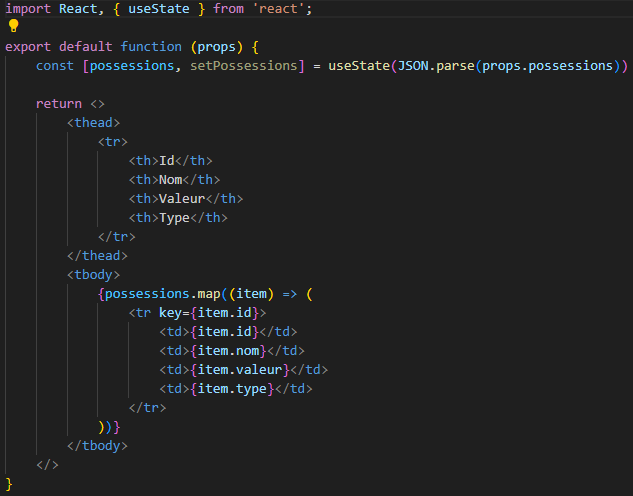 import React, { useState } from 'react';
export default function (props) {
    const [possessions, setPossessions] = useState(JSON.parse(props.possessions))
    return <>
        <thead>
            <tr>
                <th>Id</th>
                <th>Nom</th>
                <th>Valeur</th>
                <th>Type</th>
            </tr>
        </thead>
        <tbody>
            {possessions.map((item) => (
                <tr key={item.id}>
                    <td>{item.id}</td>
                    <td>{item.nom}</td>
                    <td>{item.valeur}</td>
                    <td>{item.type}</td>
                </tr>
            ))}
        </tbody>
    </>
}